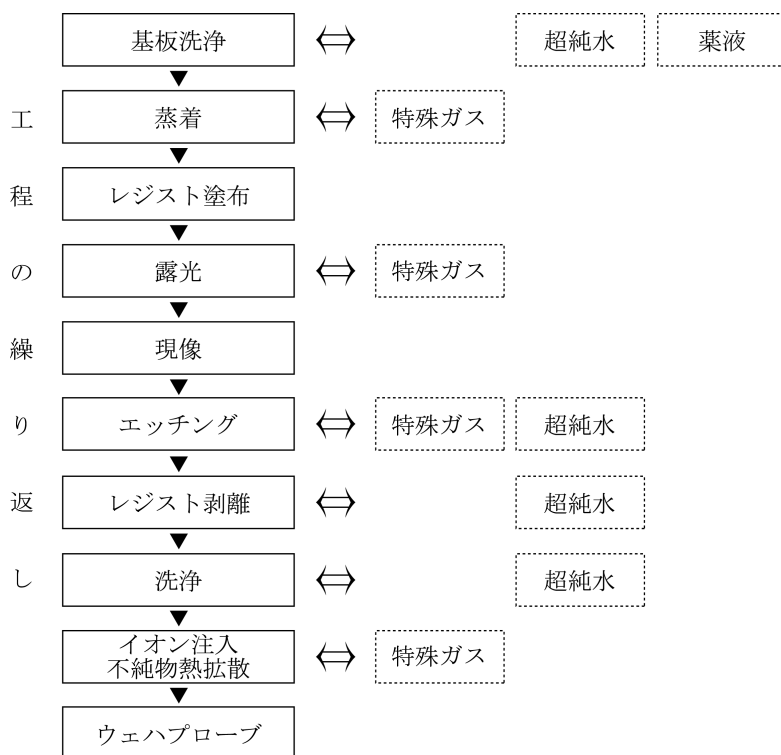 基板洗浄 超純水 薬液
蒸着 特殊ガス
レジスト塗布
露光 特殊ガス
現像
エッチング 特殊ガス 超純水
レジスト剥離 超純水
洗浄 超純水
イオン注入
不純物熱拡散
特殊ガス
ウェハプローブ
工程の繰り返し